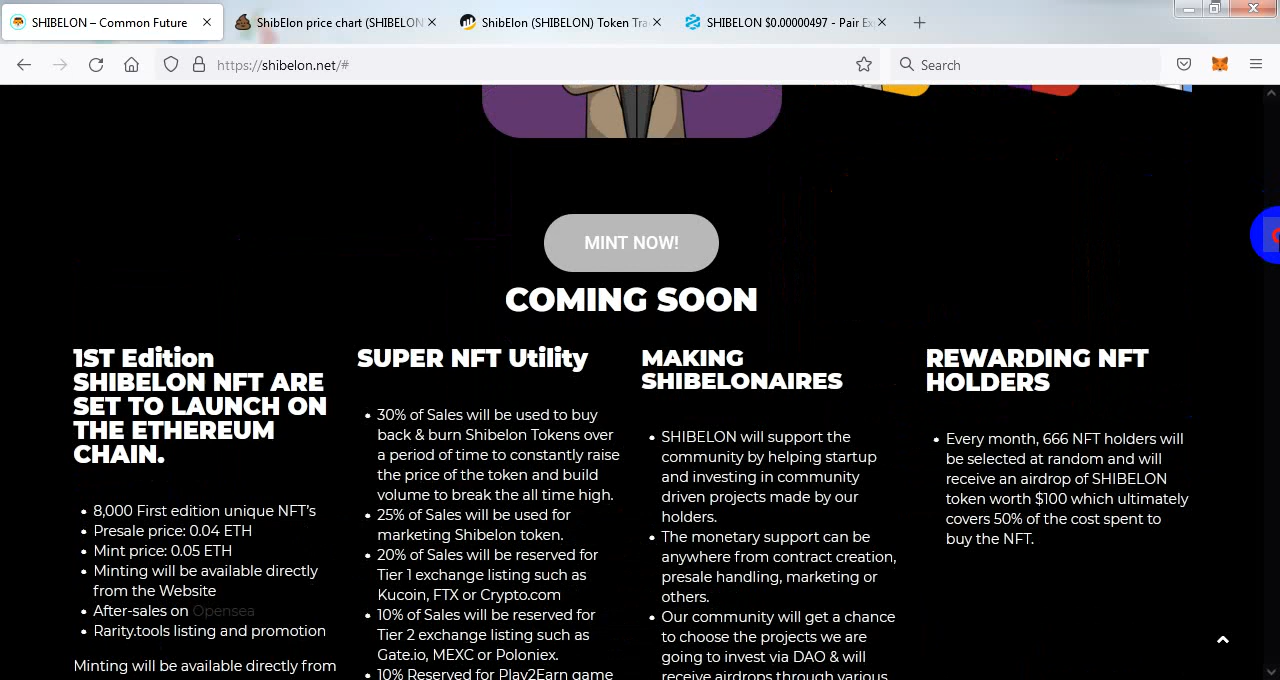 SHIBELON – Common Future
ShibElon price chart (SHIBELON
ShibElon (SHIBELON) Token Tra
SHIBELON $0.00000497 - Pair Ex
https://shibelon.net/#
Search
MINT NOW!
COMING SOON
1ST Edition
SHIBELON NFT ARE
SET TO LAUNCH ON
THE ETHEREUM
CHAIN.
• 8,000 First edition unique NFT's
• Presale price: 0.04 ETH
• Mint price: 0.05 ETH
• Minting will be available directly
from the Website
• After-sales on Opensea
• Rarity.tools listing and promotion
Minting will be available directly from
SUPER NFT Utility
• 30% of Sales will be used to buy
back & burn Shibelon Tokens over
a period of time to constantly raise
the price of the token and build
volume to break the all time high.
• 25% of Sales will be used for
marketing Shibelon token.
• 20% of Sales will be reserved for
Tier 1 exchange listing such as
Kucoin, FTX or Crypto.com
• 10% of Sales will be reserved for
Tier 2 exchange listing such as
Gate.io, MEXC or Poloniex.
• 10% Reserved for Play2Earn game
MAKING
SHIBELONAIRES
• SHIBELON will support the
community by helping startup
and investing in community
driven projects made by our
holders.
• The monetary support can be
anywhere from contract creation,
presale handling, marketing or
others.
• Our community will get a chance
to choose the projects we are
going to invest via DAO & will
receive airdrops through various
REWARDING NFT
HOLDERS
• Every month, 666 NFT holders will
be selected at random and will
receive an airdrop of SHIBELON
token worth $100 which ultimately
covers 50% of the cost spent to
buy the NFT.